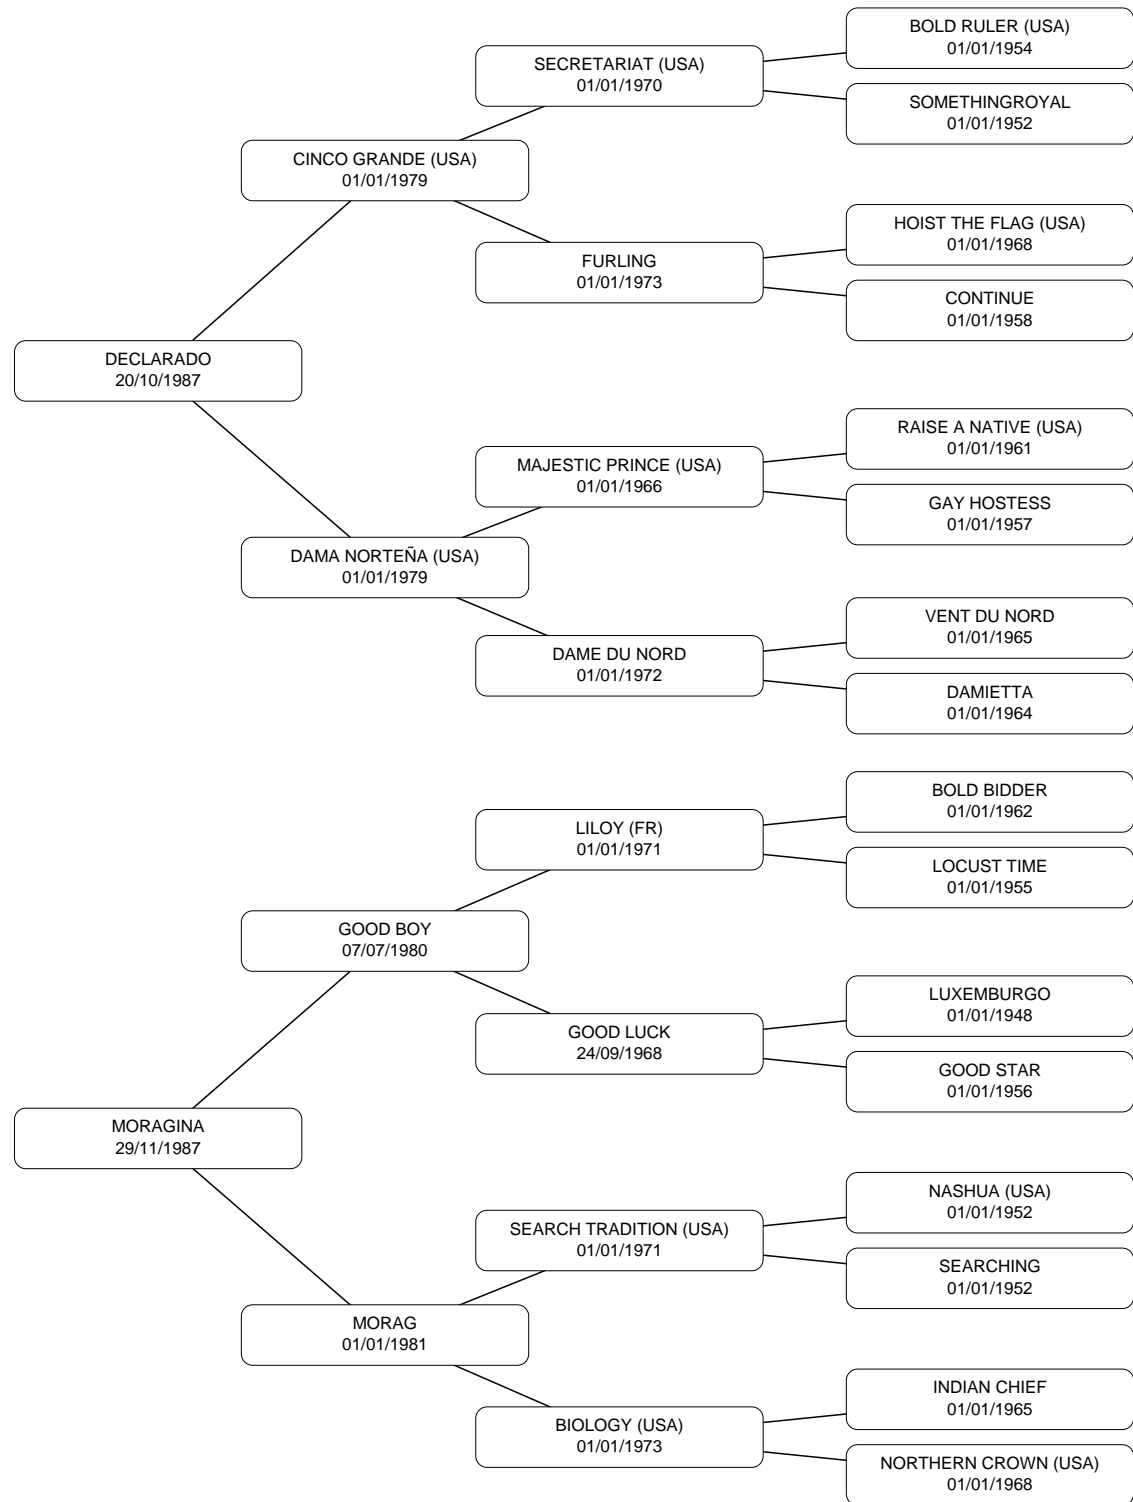 BOLD RULER (USA)
01/01/1954
SECRETARIAT (USA)
01/01/1970
SOMETHINGROYAL
01/01/1952
CINCO GRANDE (USA)
01/01/1979
HOIST THE FLAG (USA)
01/01/1968
FURLING
01/01/1973
CONTINUE
01/01/1958
DECLARADO
20/10/1987
RAISE A NATIVE (USA)
01/01/1961
MAJESTIC PRINCE (USA)
01/01/1966
GAY HOSTESS
01/01/1957
DAMA NORTEÑA (USA)
01/01/1979
VENT DU NORD
01/01/1965
DAME DU NORD
01/01/1972
DAMIETTA
01/01/1964
BOLD BIDDER
01/01/1962
LILOY (FR)
01/01/1971
LOCUST TIME
01/01/1955
GOOD BOY
07/07/1980
LUXEMBURGO
01/01/1948
GOOD LUCK
24/09/1968
GOOD STAR
01/01/1956
MORAGINA
29/11/1987
NASHUA (USA)
01/01/1952
SEARCH TRADITION (USA)
01/01/1971
SEARCHING
01/01/1952
MORAG
01/01/1981
INDIAN CHIEF
01/01/1965
BIOLOGY (USA)
01/01/1973
NORTHERN CROWN (USA)
01/01/1968